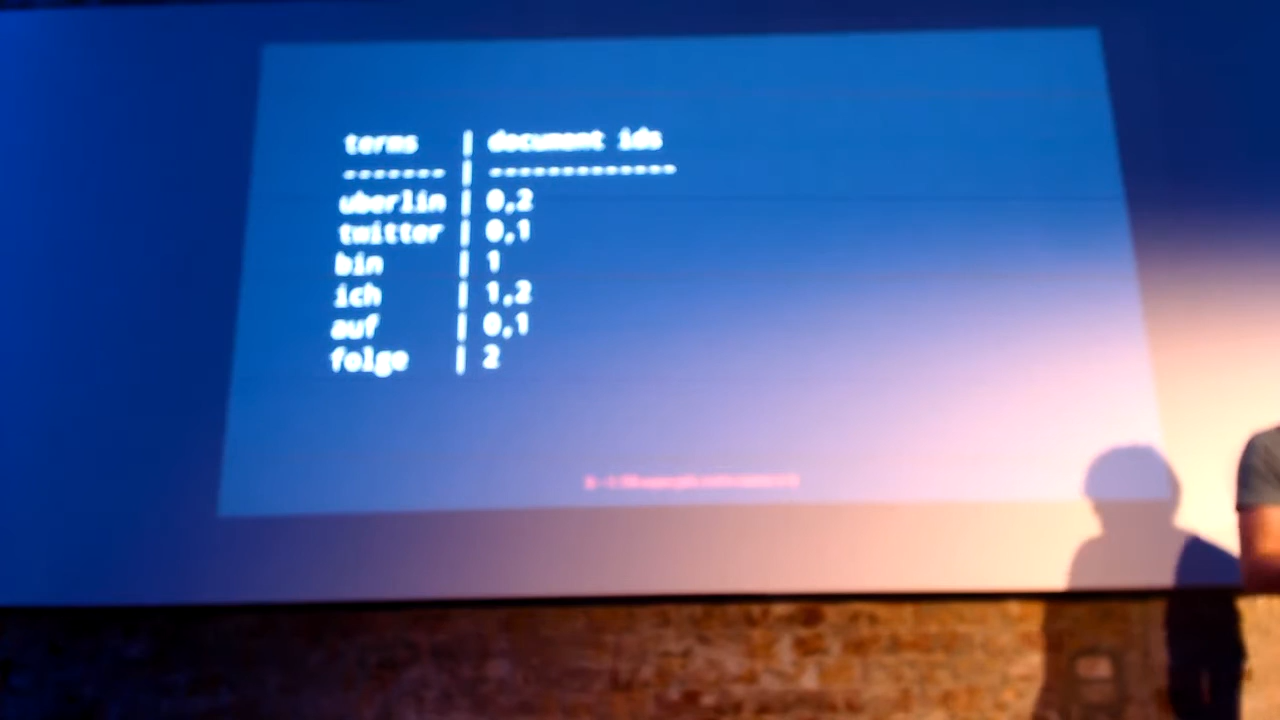 terms | document ids
------- | -------------
uberlin | 0,2
twitter | 0,1
bin | 1
ich | 1,2
auf | 0,1
folge | 2